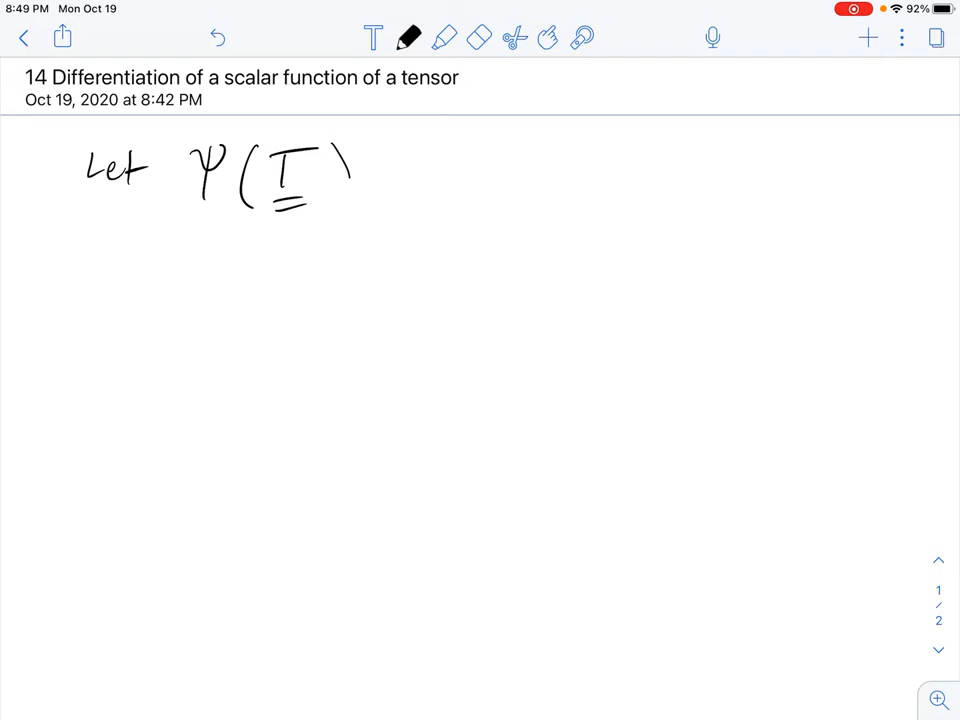 8:49 PM Mon Oct 19 92%
14 Differentiation of a scalar function of a tensor
Oct 19, 2020 at 8:42 PM
Let Ψ(T)
1
/
2